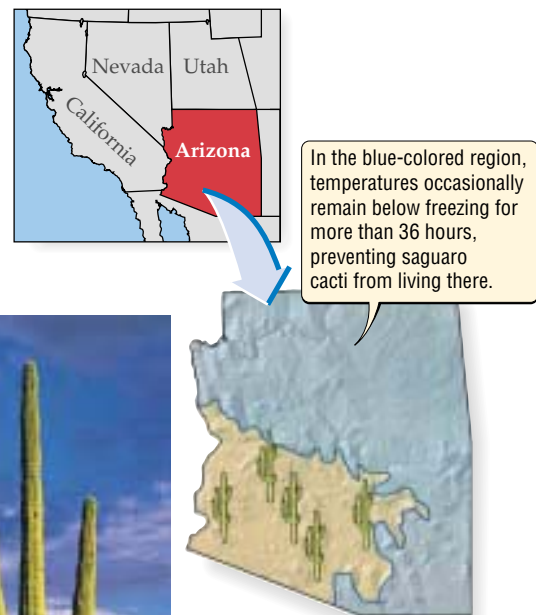 Nevada
Utah
California
Arizona
In the blue-colored region,
temperatures occasionally
remain below freezing for
more than 36 hours,
preventing saguaro
cacti from living there.